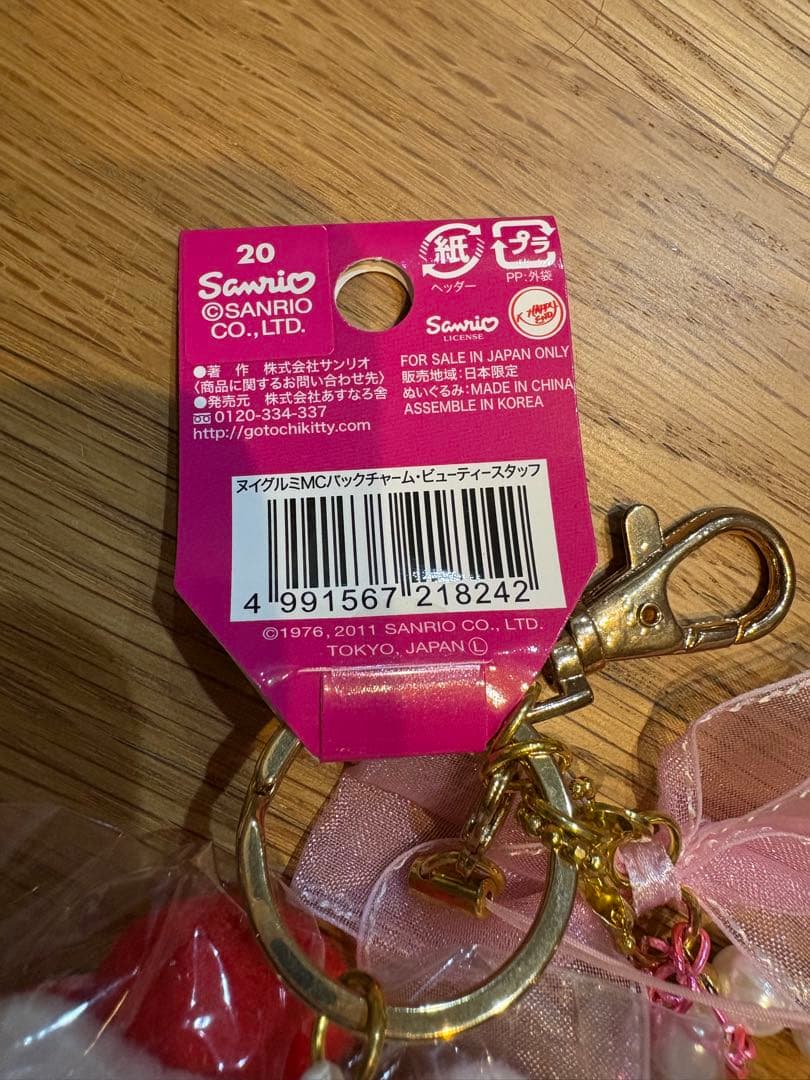 20
Sanrio
©SANRIO
CO.,LTD.
紙
ヘッダー
プラ
PP:外袋
Sanrio
LICENSE
HAPPY
END
●著 作 株式会社サンリオ
〈商品に関するお問い合わせ先〉
●発売元 株式会社あすなろ舎
0120-334-337
http://gotochikitty.com
FOR SALE IN JAPAN ONLY
販売地域:日本限定
ぬいぐるみ:MADE IN CHINA
ASSEMBLE IN KOREA
ヌイグルミMCバックチャーム・ビューティースタッフ
4 991567 218242
©1976, 2011 SANRIO CO., LTD.
TOKYO, JAPAN Ⓛ